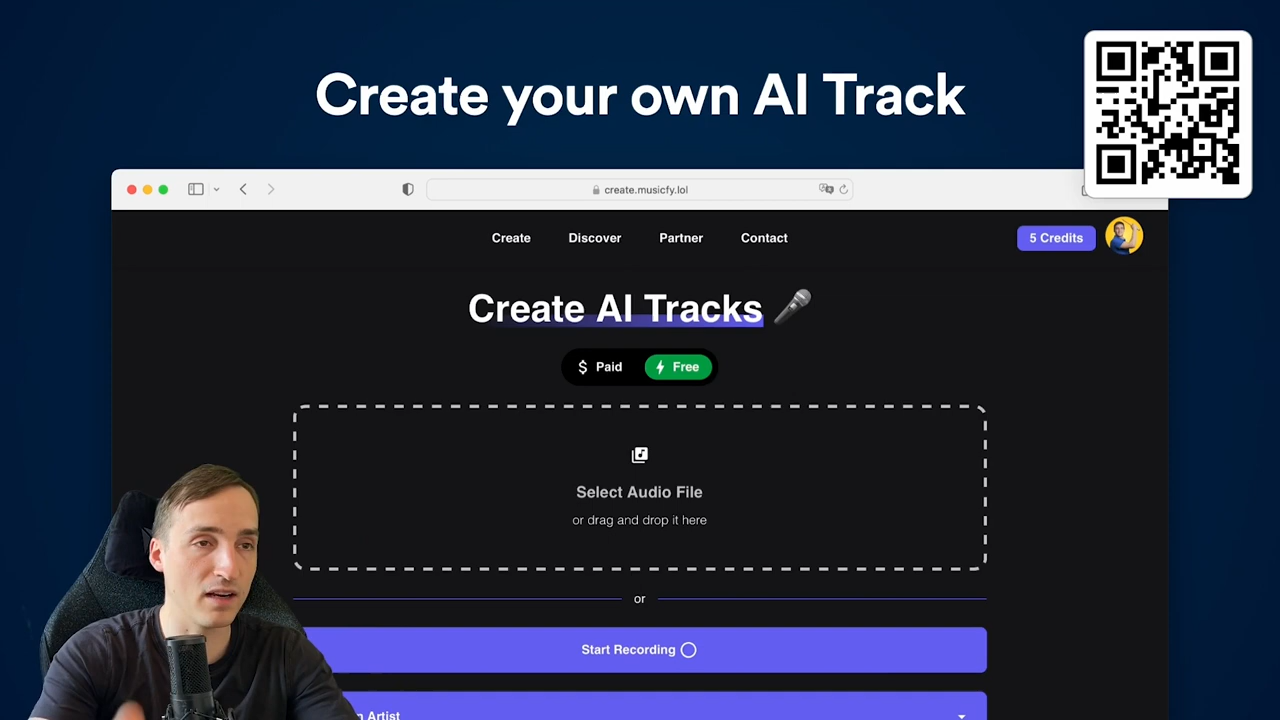 Create your own AI Track
create.musicfy.lol
Create Discover Partner Contact
5 Credits
Create AI Tracks
$ Paid
Free
Select Audio File
or drag and drop it here
or
Start Recording
Artist